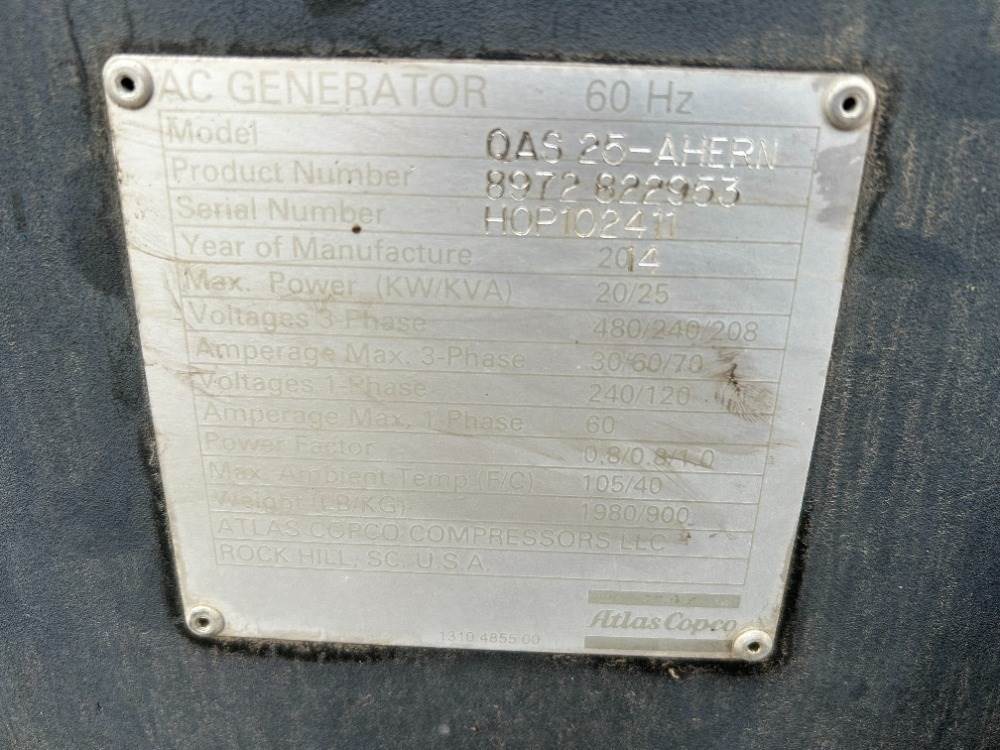 AC GENERATOR 60 Hz
Model QAS 25-AHERN
Product Number 8972 822953
Serial Number HOP102411
Year of Manufacture 2014
Max. Power (KW/KVA) 20/25
Voltages 3-Phase 480/240/208
Amperage Max. 3-Phase 30/60/70
Voltages 1-Phase 240/120
Amperage Max. 1-Phase 60
Power Factor 0.8/0.8/1.0
Max. Ambient Temp (F/C) 105/40
Weight (LB/KG) 1980/900
ATLAS COPCO COMPRESSORS LLC
ROCK HILL, SC. U.S.A.
Atlas Copco
1310 4855 00